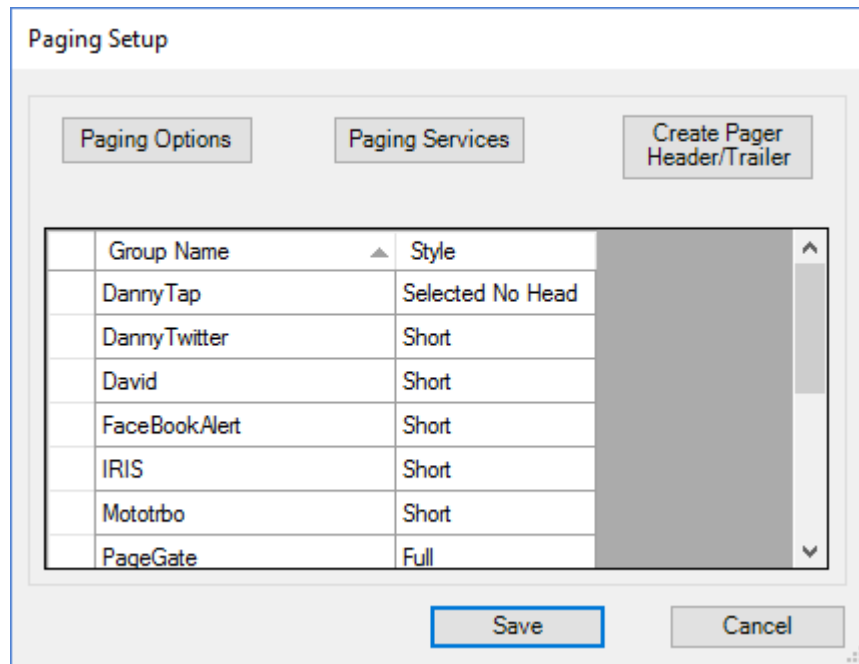 Paging Setup
Paging Options
Paging Services
Create Pager
Header/Trailer
Group Name Style
DannyTap Selected No Head
DannyTwitter Short
David Short
FaceBookAlert Short
IRIS Short
Mototrbo Short
PageGate Full
Save
Cancel